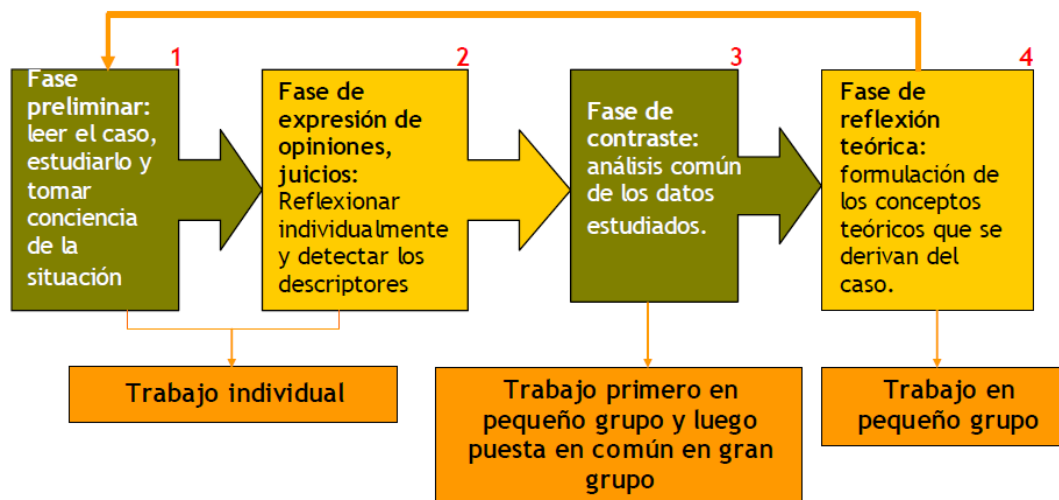 1
Fase
preliminar:
leer el caso,
estudiarlo y
tomar
conciencia
de la
situación
2
Fase de
expresión de
opiniones,
juicios:
Reflexionar
individualmente
y detectar los
descriptores
3
Fase de
contraste:
análisis común
de los datos
estudiados.
4
Fase de
reflexión
teórica:
formulación de
los conceptos
teóricos que se
derivan del
caso.
Trabajo individual
Trabajo primero en
pequeño grupo y luego
puesta en común en gran
grupo
Trabajo en
pequeño grupo